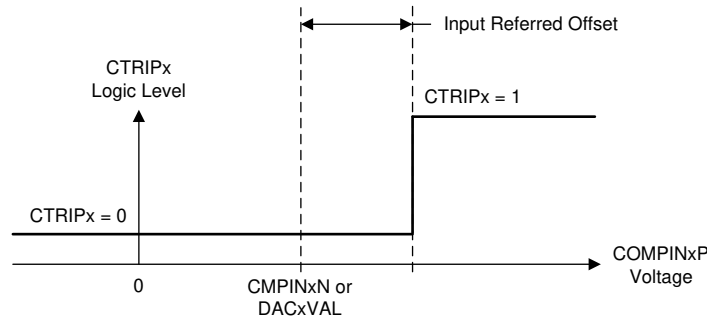 Input Referred Offset
CTRIPx
Logic Level
CTRIPx = 1
CTRIPx = 0
COMPINxP
Voltage
0
CMPINxN or
DACxVAL